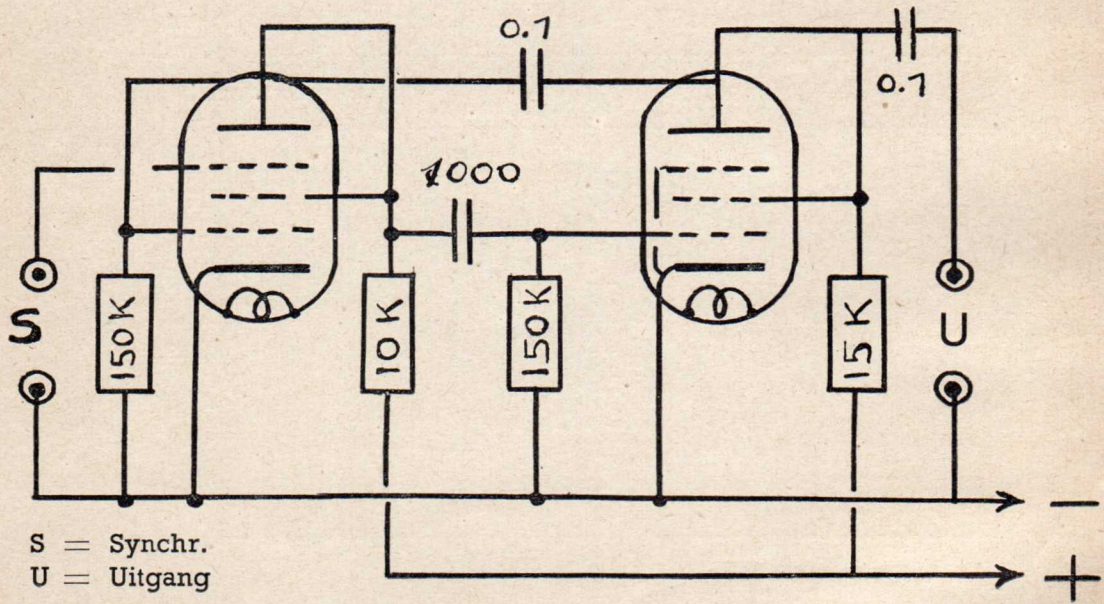 0.1
0.1
1000
S
150K
10K
150K
15K
U
−
S = Synchr.
U = Uitgang
+